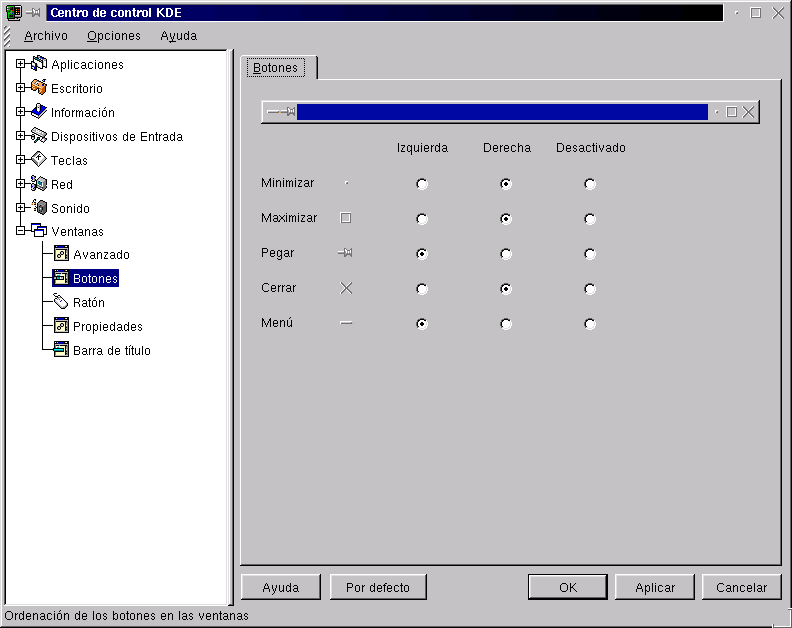 Centro de control KDE
Archivo Opciones Ayuda
Aplicaciones
Escritorio
Información
Dispositivos de Entrada
Teclas
Red
Sonido
Ventanas
Avanzado
Botones
Ratón
Propiedades
Barra de título
Botones
Izquierda Derecha Desactivado
Minimizar
Maximizar
Pegar
Cerrar
Menú
Ayuda Por defecto OK Aplicar Cancelar
Ordenación de los botones en las ventanas